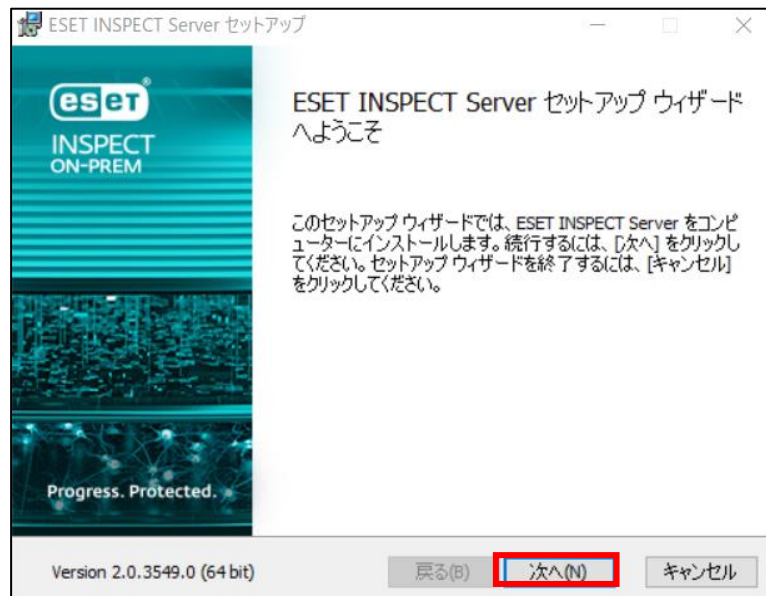 ESET INSPECT Server セットアップ
eset
INSPECT
ON-PREM
Progress. Protected.
ESET INSPECT Server セットアップ ウィザード
へようこそ
このセットアップ ウィザードでは、ESET INSPECT Server をコンピ
ューターにインストールします。続行するには、[次へ] をクリックし
てください。セットアップ ウィザードを終了するには、[キャンセル]
をクリックしてください。
Version 2.0.3549.0 (64 bit)
戻る(B)
次へ(N)
キャンセル